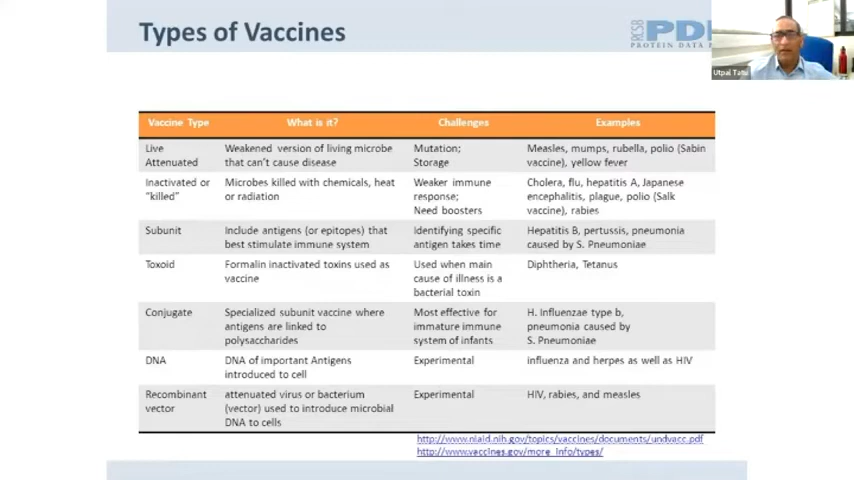 Types of Vaccines
RCSB PD
PROTEIN DATA
Utpal Tatu
Vaccine Type What is it? Challenges Examples
Live Attenuated Weakened version of living microbe that can't cause disease Mutation; Storage Measles, mumps, rubella, polio (Sabin vaccine), yellow fever
Inactivated or "killed" Microbes killed with chemicals, heat or radiation Weaker immune response; Need boosters Cholera, flu, hepatitis A, Japanese encephalitis, plague, polio (Salk vaccine), rabies
Subunit Include antigens (or epitopes) that best stimulate immune system Identifying specific antigen takes time Hepatitis B, pertussis, pneumonia caused by S. Pneumoniae
Toxoid Formalin inactivated toxins used as vaccine Used when main cause of illness is a bacterial toxin Diphtheria, Tetanus
Conjugate Specialized subunit vaccine where antigens are linked to polysaccharides Most effective for immature immune system of infants H. Influenzae type b, pneumonia caused by S. Pneumoniae
DNA DNA of important Antigens introduced to cell Experimental influenza and herpes as well as HIV
Recombinant vector attenuated virus or bacterium (vector) used to introduce microbial DNA to cells Experimental HIV, rabies, and measles
http://www.niaid.nih.gov/topics/vaccines/documents/undvacc.pdf
http://www.vaccines.gov/more_info/types/